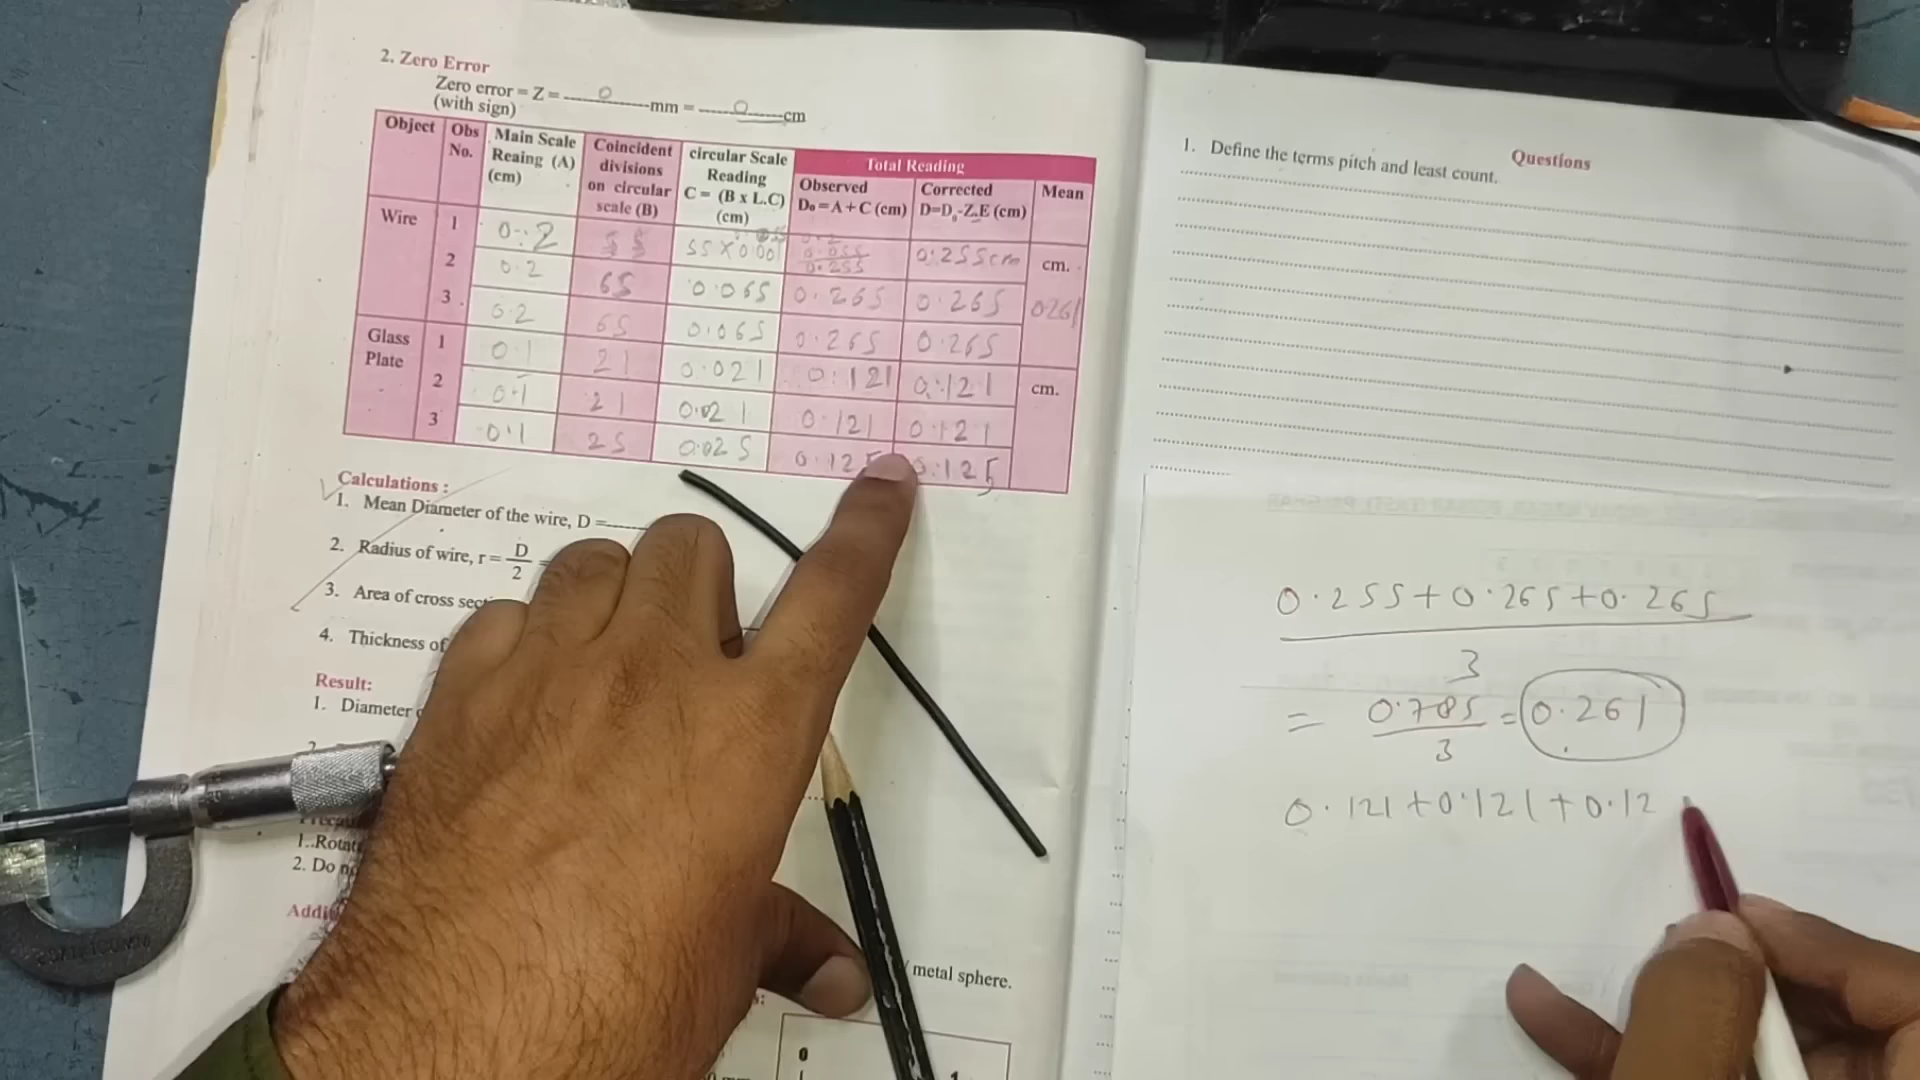 2. Zero Error
Zero error = Z = 0 mm = 0 cm
(with sign)
Object Obs No. Main Scale Reaing (A) (cm) Coincident divisions on circular scale (B) circular Scale Reading C = (B x L.C) (cm) Total Reading
Observed D₀=A+C (cm) Corrected D=D₀-Z.E (cm) Mean
Wire 1 0.2 55 55 X 0.001 0.2 0.055 0.255 0.255cm cm.
2 0.2 65 0.065 0.265 0.265 0.261
3 0.2 65 0.065 0.265 0.265
Glass Plate 1 0.1 21 0.021 0.121 0.121 cm.
2 0.1 21 0.021 0.121 0.121
3 0.1 25 0.025 0.125 0.125
Calculations :
1. Mean Diameter of the wire, D =
2. Radius of wire, r = D/2 =
3. Area of cross
4. Thickness of
Result:
1. Diameter
1..Rotat
2. Do
metal sphere.
0
1
Questions
1. Define the terms pitch and least count.
0.255+0.265+0.265
3
= 0.785/3 = 0.261
0.121+0.121+0.12